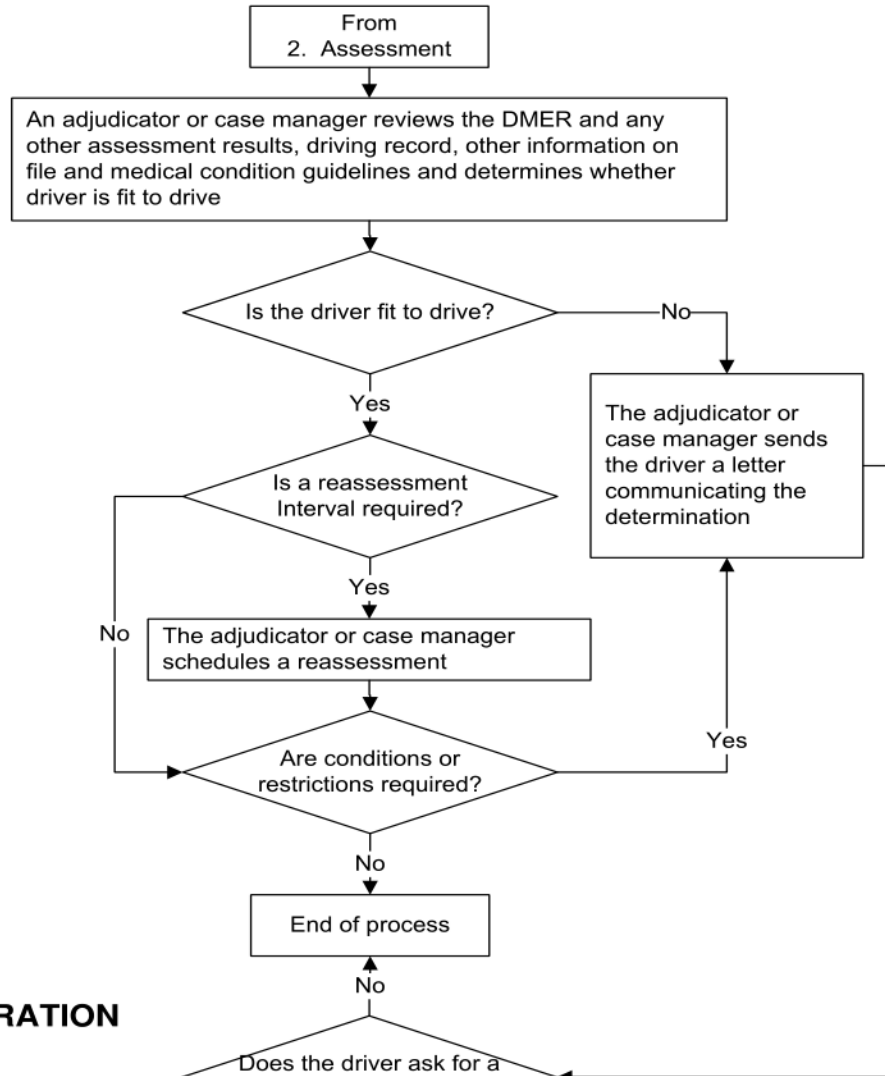 From
2. Assessment
An adjudicator or case manager reviews the DMER and any
other assessment results, driving record, other information on
file and medical condition guidelines and determines whether
driver is fit to drive
Is the driver fit to drive?
No
Yes
The adjudicator or
case manager sends
the driver a letter
communicating the
determination
Is a reassessment
Interval required?
Yes
No
The adjudicator or case manager
schedules a reassessment
Are conditions or
restrictions required?
Yes
No
End of process
No
RATION
Does the driver ask for a